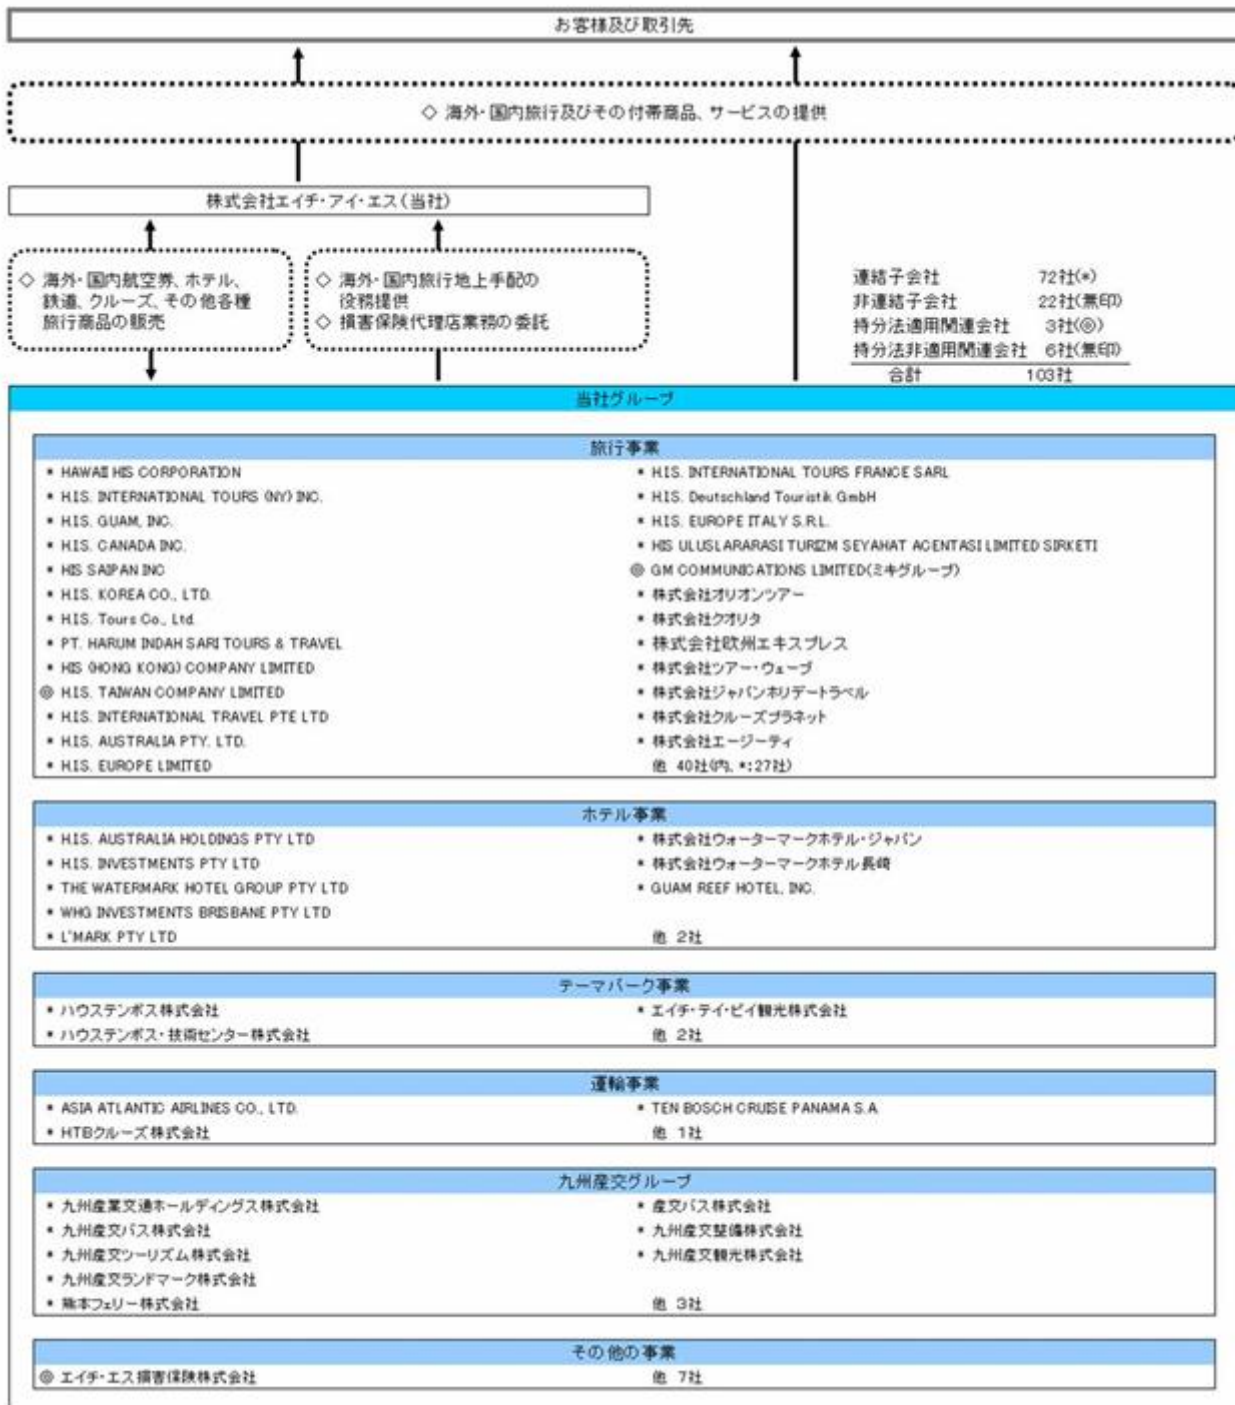 お客様及び取引先
◇ 海外・国内旅行及びその付帯商品、サービスの提供
株式会社エイチ・アイ・エス(当社)
◇ 海外・国内航空券、ホテル、
鉄道、クルーズ、その他各種
旅行商品の販売
◇ 海外・国内旅行地上手配の
役務提供
◇ 損害保険代理店業務の委託
連結子会社 72社(*)
非連結子会社 22社(無印)
持分法適用関連会社 3社(◎)
持分法非適用関連会社 6社(無印)
合計 103社
当社グループ
旅行事業
* HAWAII HIS CORPORATION
* H.I.S. INTERNATIONAL TOURS (NY) INC.
* H.I.S. GUAM, INC.
* H.I.S. CANADA INC.
* HIS SAIPAN INC
* H.I.S. KOREA CO., LTD.
* H.I.S. Tours Co., Ltd.
* PT. HARUM INDAH SARI TOURS & TRAVEL
* HIS (HONG KONG) COMPANY LIMITED
◎ H.I.S. TAIWAN COMPANY LIMITED
* H.I.S. INTERNATIONAL TRAVEL PTE LTD
* H.I.S. AUSTRALIA PTY. LTD.
* H.I.S. EUROPE LIMITED
* H.I.S. INTERNATIONAL TOURS FRANCE SARL
* H.I.S. Deutschland Touristik GmbH
* H.I.S. EUROPE ITALY S.R.L.
* HIS ULUSLARARASI TURIZM SEYAHAT ACENTASI LIMITED SIRKETI
◎ GM COMMUNICATIONS LIMITED(ミキグループ)
* 株式会社オリオンツアー
* 株式会社クオリタ
* 株式会社欧州エキスプレス
* 株式会社ツアー・ウェーブ
* 株式会社ジャパンホリデートラベル
* 株式会社クルーズプラネット
* 株式会社エージーティ
他 40社(内、*:27社)
ホテル事業
* H.I.S. AUSTRALIA HOLDINGS PTY LTD
* H.I.S. INVESTMENTS PTY LTD
* THE WATERMARK HOTEL GROUP PTY LTD
* WHG INVESTMENTS BRISBANE PTY LTD
* L'MARK PTY LTD
* 株式会社ウォーターマークホテル・ジャパン
* 株式会社ウォーターマークホテル長崎
* GUAM REEF HOTEL, INC.
他 2社
テーマパーク事業
* ハウステンボス株式会社
* ハウステンボス・技術センター株式会社
* エイチ・テイ・ビイ観光株式会社
他 2社
運輸事業
* ASIA ATLANTIC AIRLINES CO., LTD.
* HTBクルーズ株式会社
* TEN BOSCH CRUISE PANAMA S.A.
他 1社
九州産交グループ
* 九州産業交通ホールディングス株式会社
* 九州産交バス株式会社
* 九州産交ツーリズム株式会社
* 九州産交ランドマーク株式会社
* 熊本フェリー株式会社
* 産交バス株式会社
* 九州産交整備株式会社
* 九州産交観光株式会社
他 3社
その他の事業
◎ エイチ・エス損害保険株式会社
他 7社